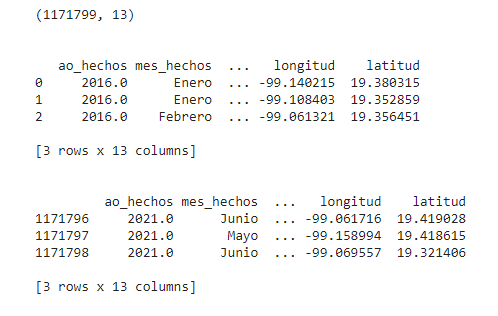 (1171799, 13)
ao_hechos mes_hechos ... longitud latitud
0 2016.0 Enero ... -99.140215 19.380315
1 2016.0 Enero ... -99.108403 19.352859
2 2016.0 Febrero ... -99.061321 19.356451
[3 rows x 13 columns]
ao_hechos mes_hechos ... longitud latitud
1171796 2021.0 Junio ... -99.061716 19.419028
1171797 2021.0 Mayo ... -99.158994 19.418615
1171798 2021.0 Junio ... -99.069557 19.321406
[3 rows x 13 columns]